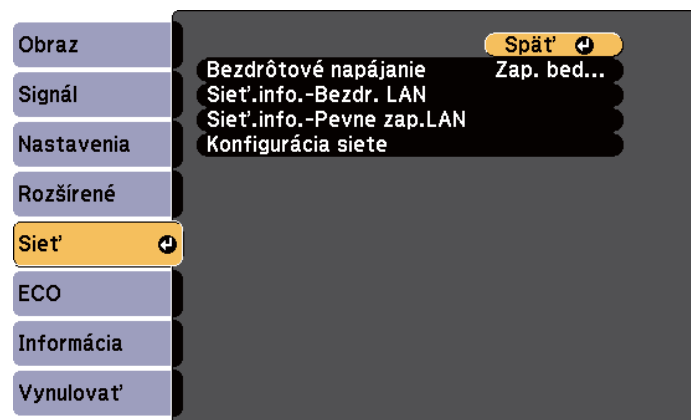 Obraz
Signál
Nastavenia
Rozšírené
Sieť
ECO
Informácia
Vynulovať
Späť
Bezdrôtové napájanie Zap. bed...
Sieť.info.-Bezdr. LAN
Sieť.info.-Pevne zap.LAN
Konfigurácia siete